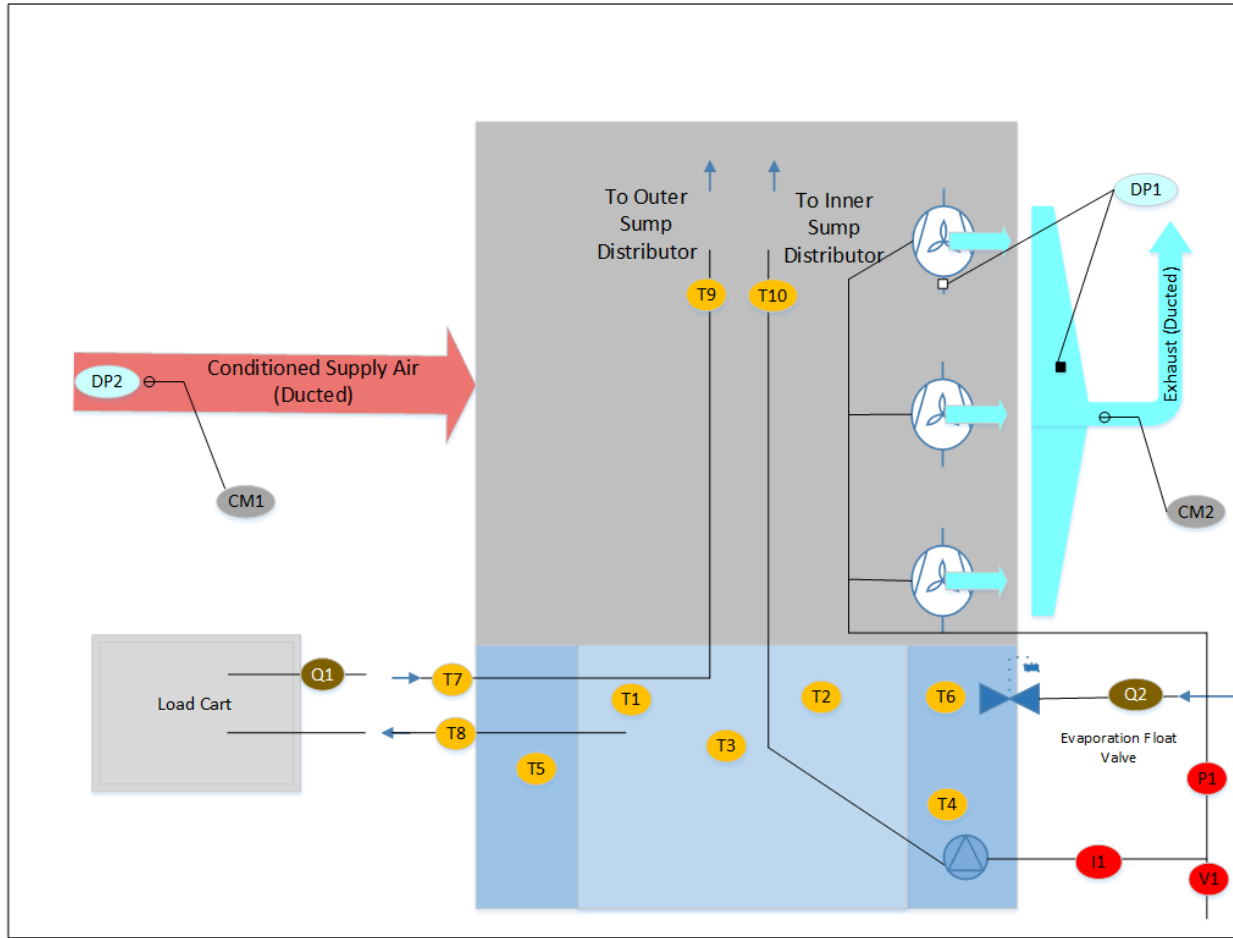 To Outer
Sump
Distributor
To Inner
Sump
Distributor
DP1
T9
T10
Exhaust (Ducted)
Conditioned Supply Air
(Ducted)
DP2
CM1
CM2
Load Cart
Q1
T7
T8
T1
T2
T3
T5
T6
T4
Q2
Evaporation Float
Valve
P1
I1
V1